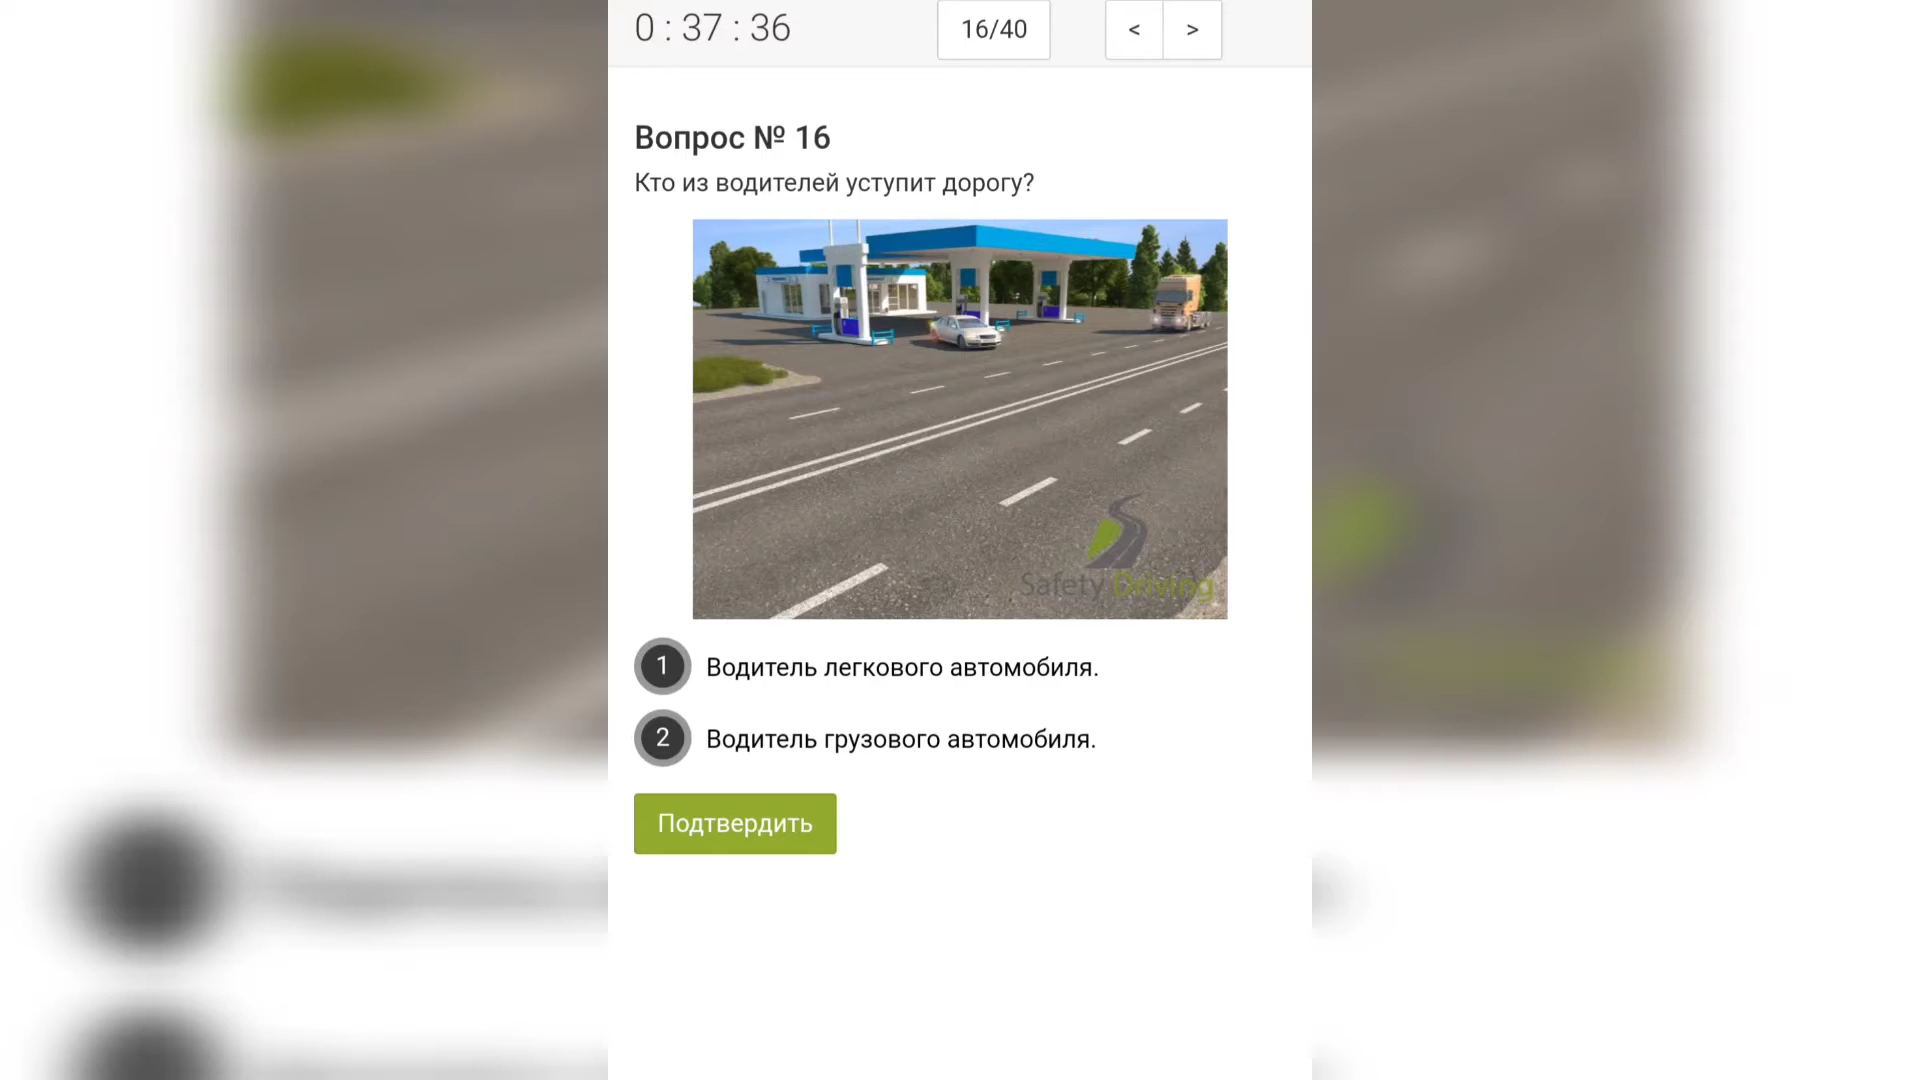 0 : 37 : 36
16/40
< >
Вопрос № 16
Кто из водителей уступит дорогу?
Safety Driving
1 Водитель легкового автомобиля.
2 Водитель грузового автомобиля.
Подтвердить